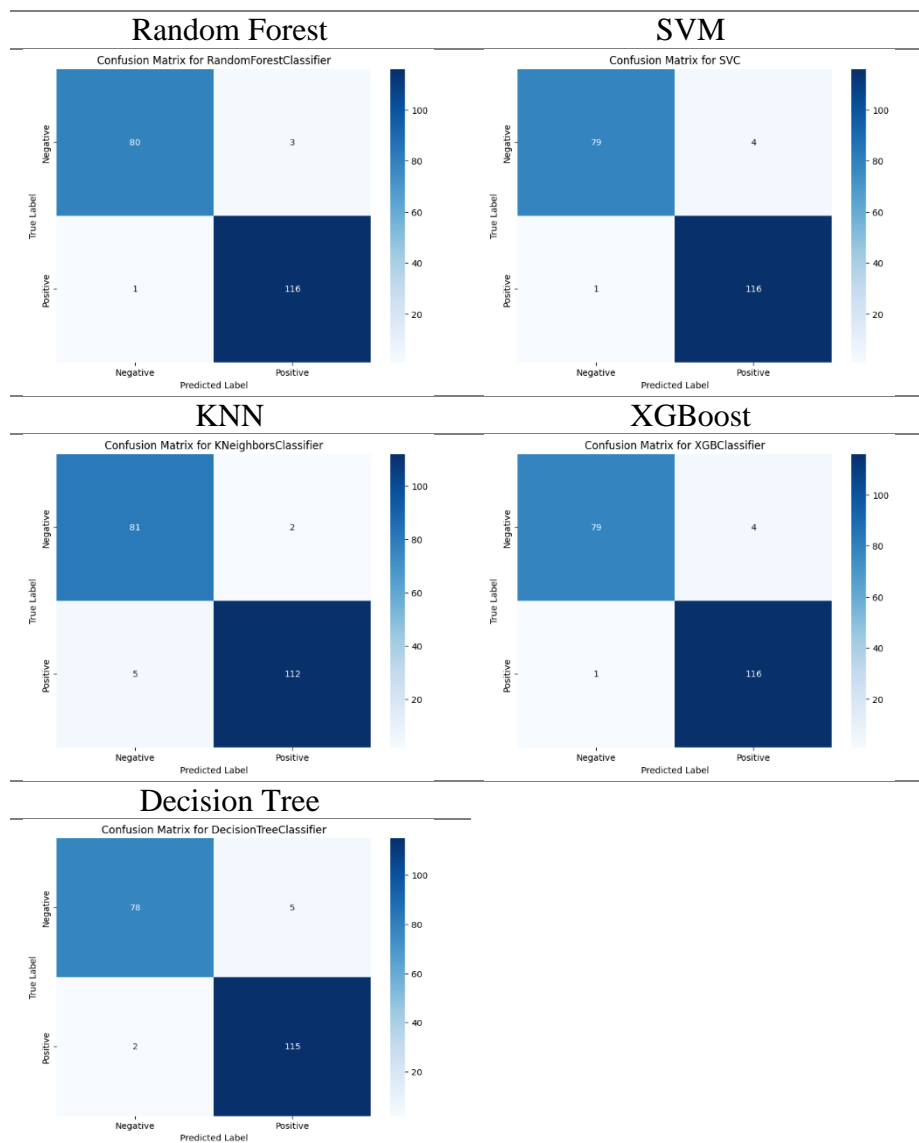 Random Forest
SVM
Confusion Matrix for RandomForestClassifier
Negative
Positive
True Label
80
3
1
116
Negative
Positive
Predicted Label
100
80
60
40
20
Confusion Matrix for SVC
Negative
Positive
True Label
79
4
1
116
Negative
Positive
Predicted Label
100
80
60
40
20
KNN
XGBoost
Confusion Matrix for KNeighborsClassifier
Negative
Positive
True Label
81
2
5
112
Negative
Positive
Predicted Label
100
80
60
40
20
Confusion Matrix for XGBClassifier
Negative
Positive
True Label
79
4
1
116
Negative
Positive
Predicted Label
100
80
60
40
20
Decision Tree
Confusion Matrix for DecisionTreeClassifier
Negative
Positive
True Label
78
5
2
115
Negative
Positive
Predicted Label
100
80
60
40
20